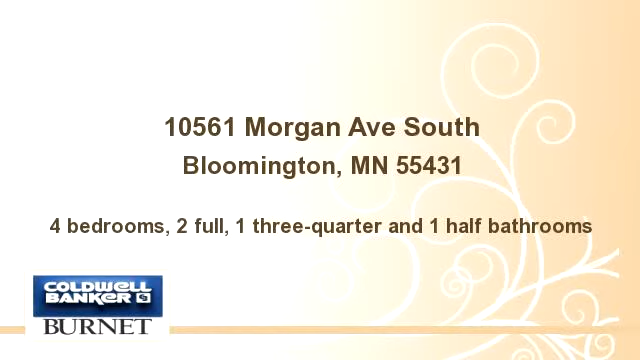 10561 Morgan Ave South
Bloomington, MN 55431
4 bedrooms, 2 full, 1 three-quarter and 1 half bathrooms
COLDWELL
BANKER
BURNET